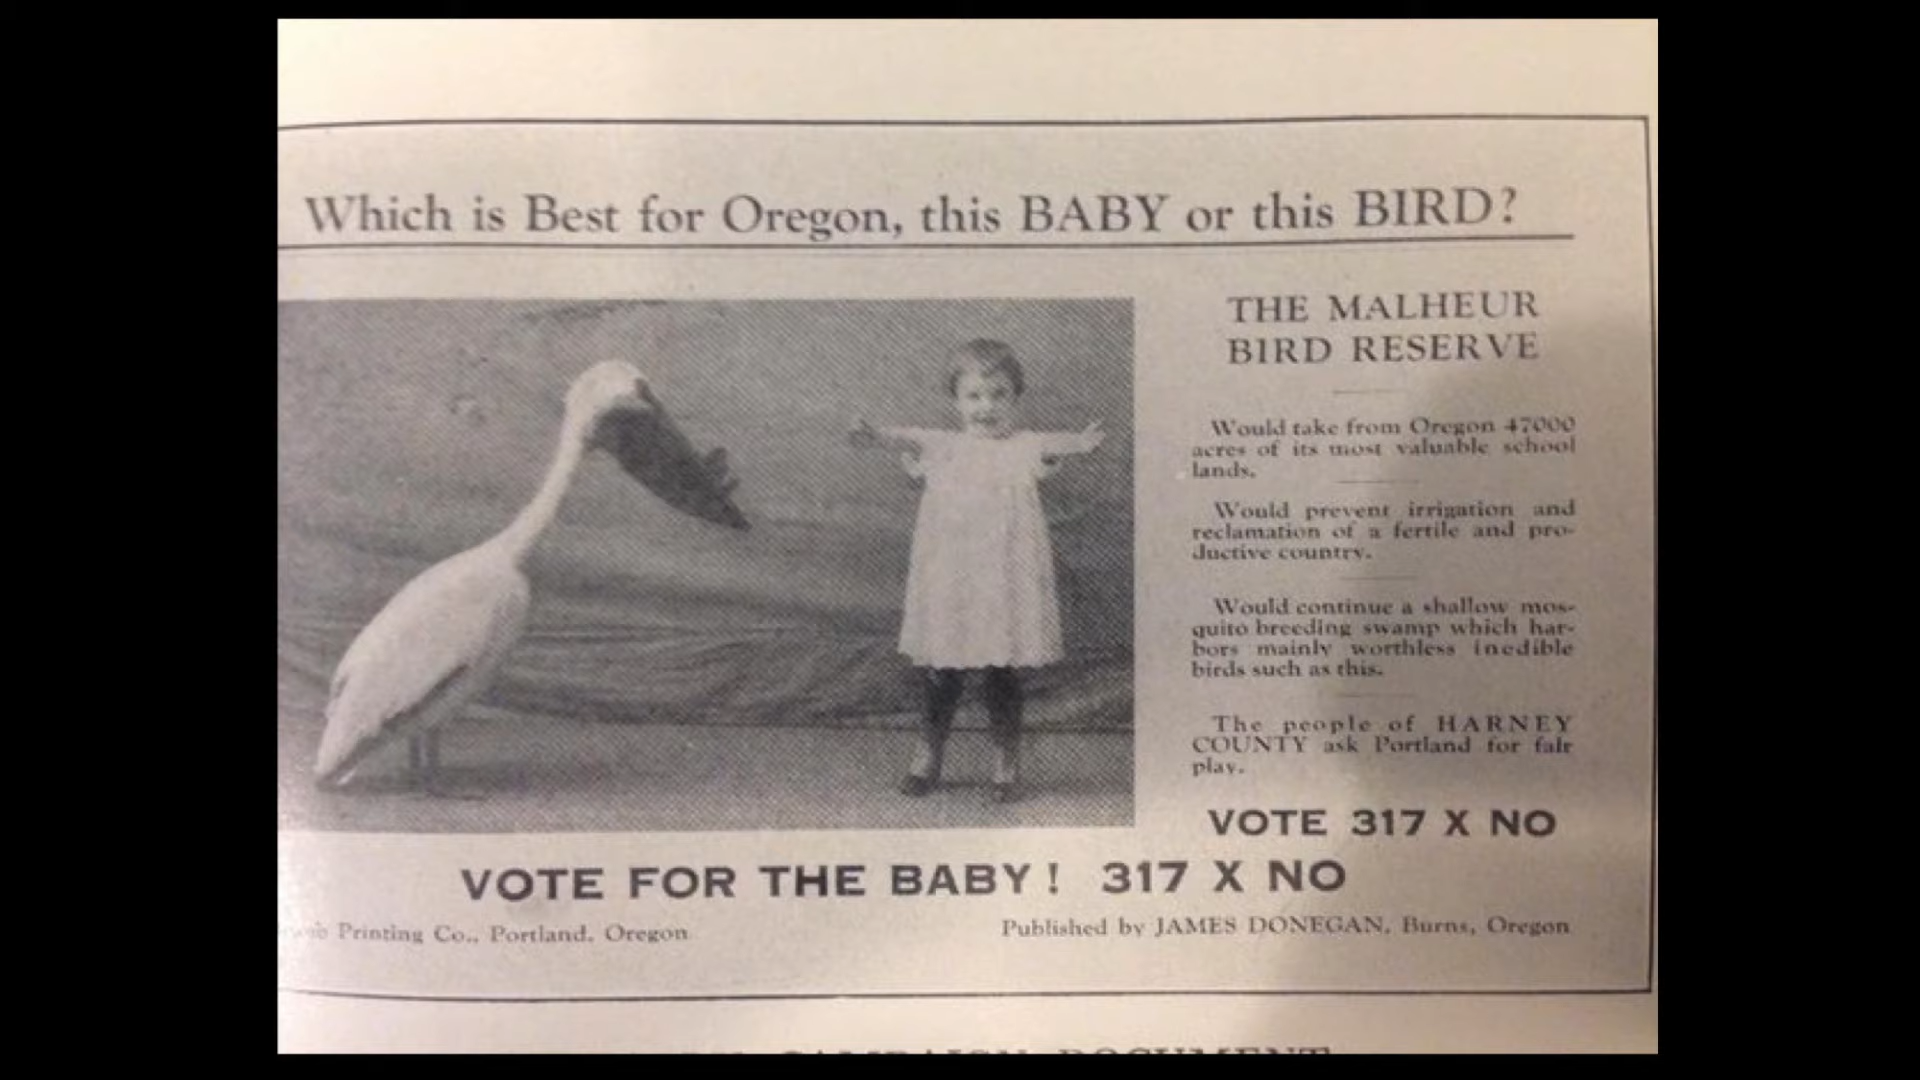 Which is Best for Oregon, this BABY or this BIRD?
THE MALHEUR
BIRD RESERVE
Would take from Oregon 47000
acres of its most valuable school
lands.
Would prevent irrigation and
reclamation of a fertile and pro-
ductive country.
Would continue a shallow mos-
quito breeding swamp which har-
bors mainly worthless inedible
birds such as this.
The people of HARNEY
COUNTY ask Portland for fair
play.
VOTE 317 X NO
VOTE FOR THE BABY! 317 X NO
Printing Co., Portland, Oregon
Published by JAMES DONEGAN, Burns, Oregon
CAMPAIGN DOCUMENT